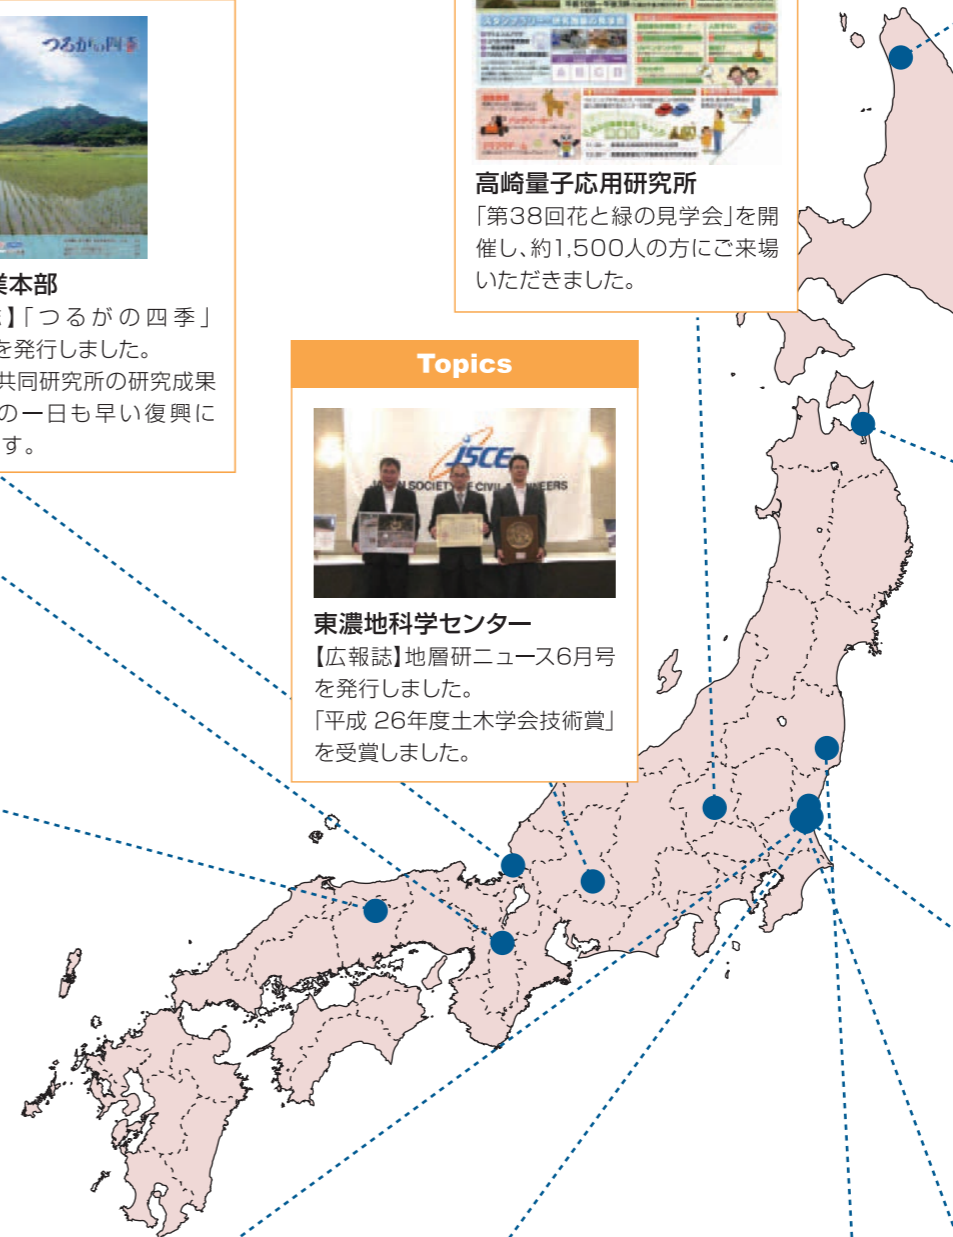 つるがの四季
業本部
】「つるがの四季」
を発行しました。
共同研究所の研究成果
の一日も早い復興に
す。
高崎量子応用研究所
「第38回花と緑の見学会」を開
催し、約1,500人の方にご来場
いただきました。
Topics
JSCE
JAPAN SOCIETY OF CIVIL ENGINEERS
東濃地科学センター
【広報誌】地層研ニュース6月号
を発行しました。
「平成 26年度土木学会技術賞」
を受賞しました。